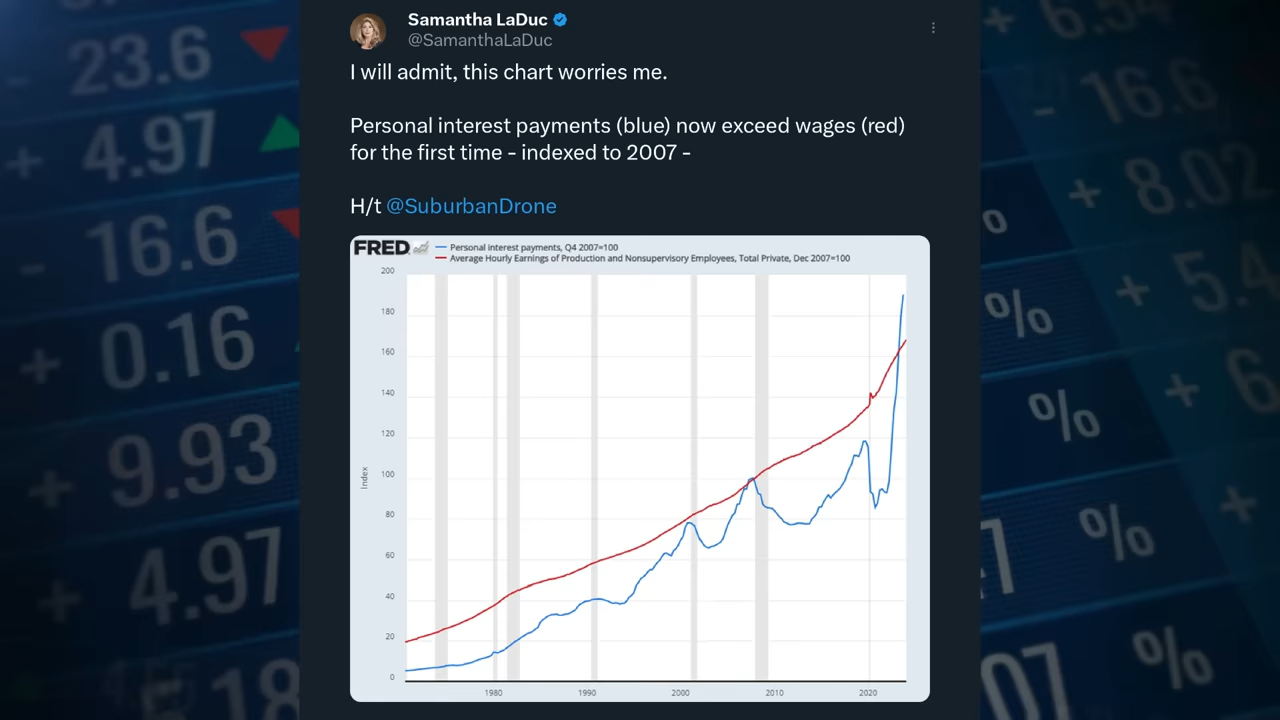 Samantha LaDuc
@SamanthaLaDuc
I will admit, this chart worries me.
Personal interest payments (blue) now exceed wages (red)
for the first time - indexed to 2007 -
H/t @SuburbanDrone
FRED
Personal interest payments, Q4 2007=100
Average Hourly Earnings of Production and Nonsupervisory Employees, Total Private, Dec 2007=100
200
180
160
140
120
100
80
60
40
20
0
Index
1980
1990
2000
2010
2020
- 23.6
+ 4.97
- 16.6
+ 0.16
+ 9.93
+ 4.97
+ 6.54
- 16.6
% + 8.02
% + 5.4
% + 6
%
%
07 %